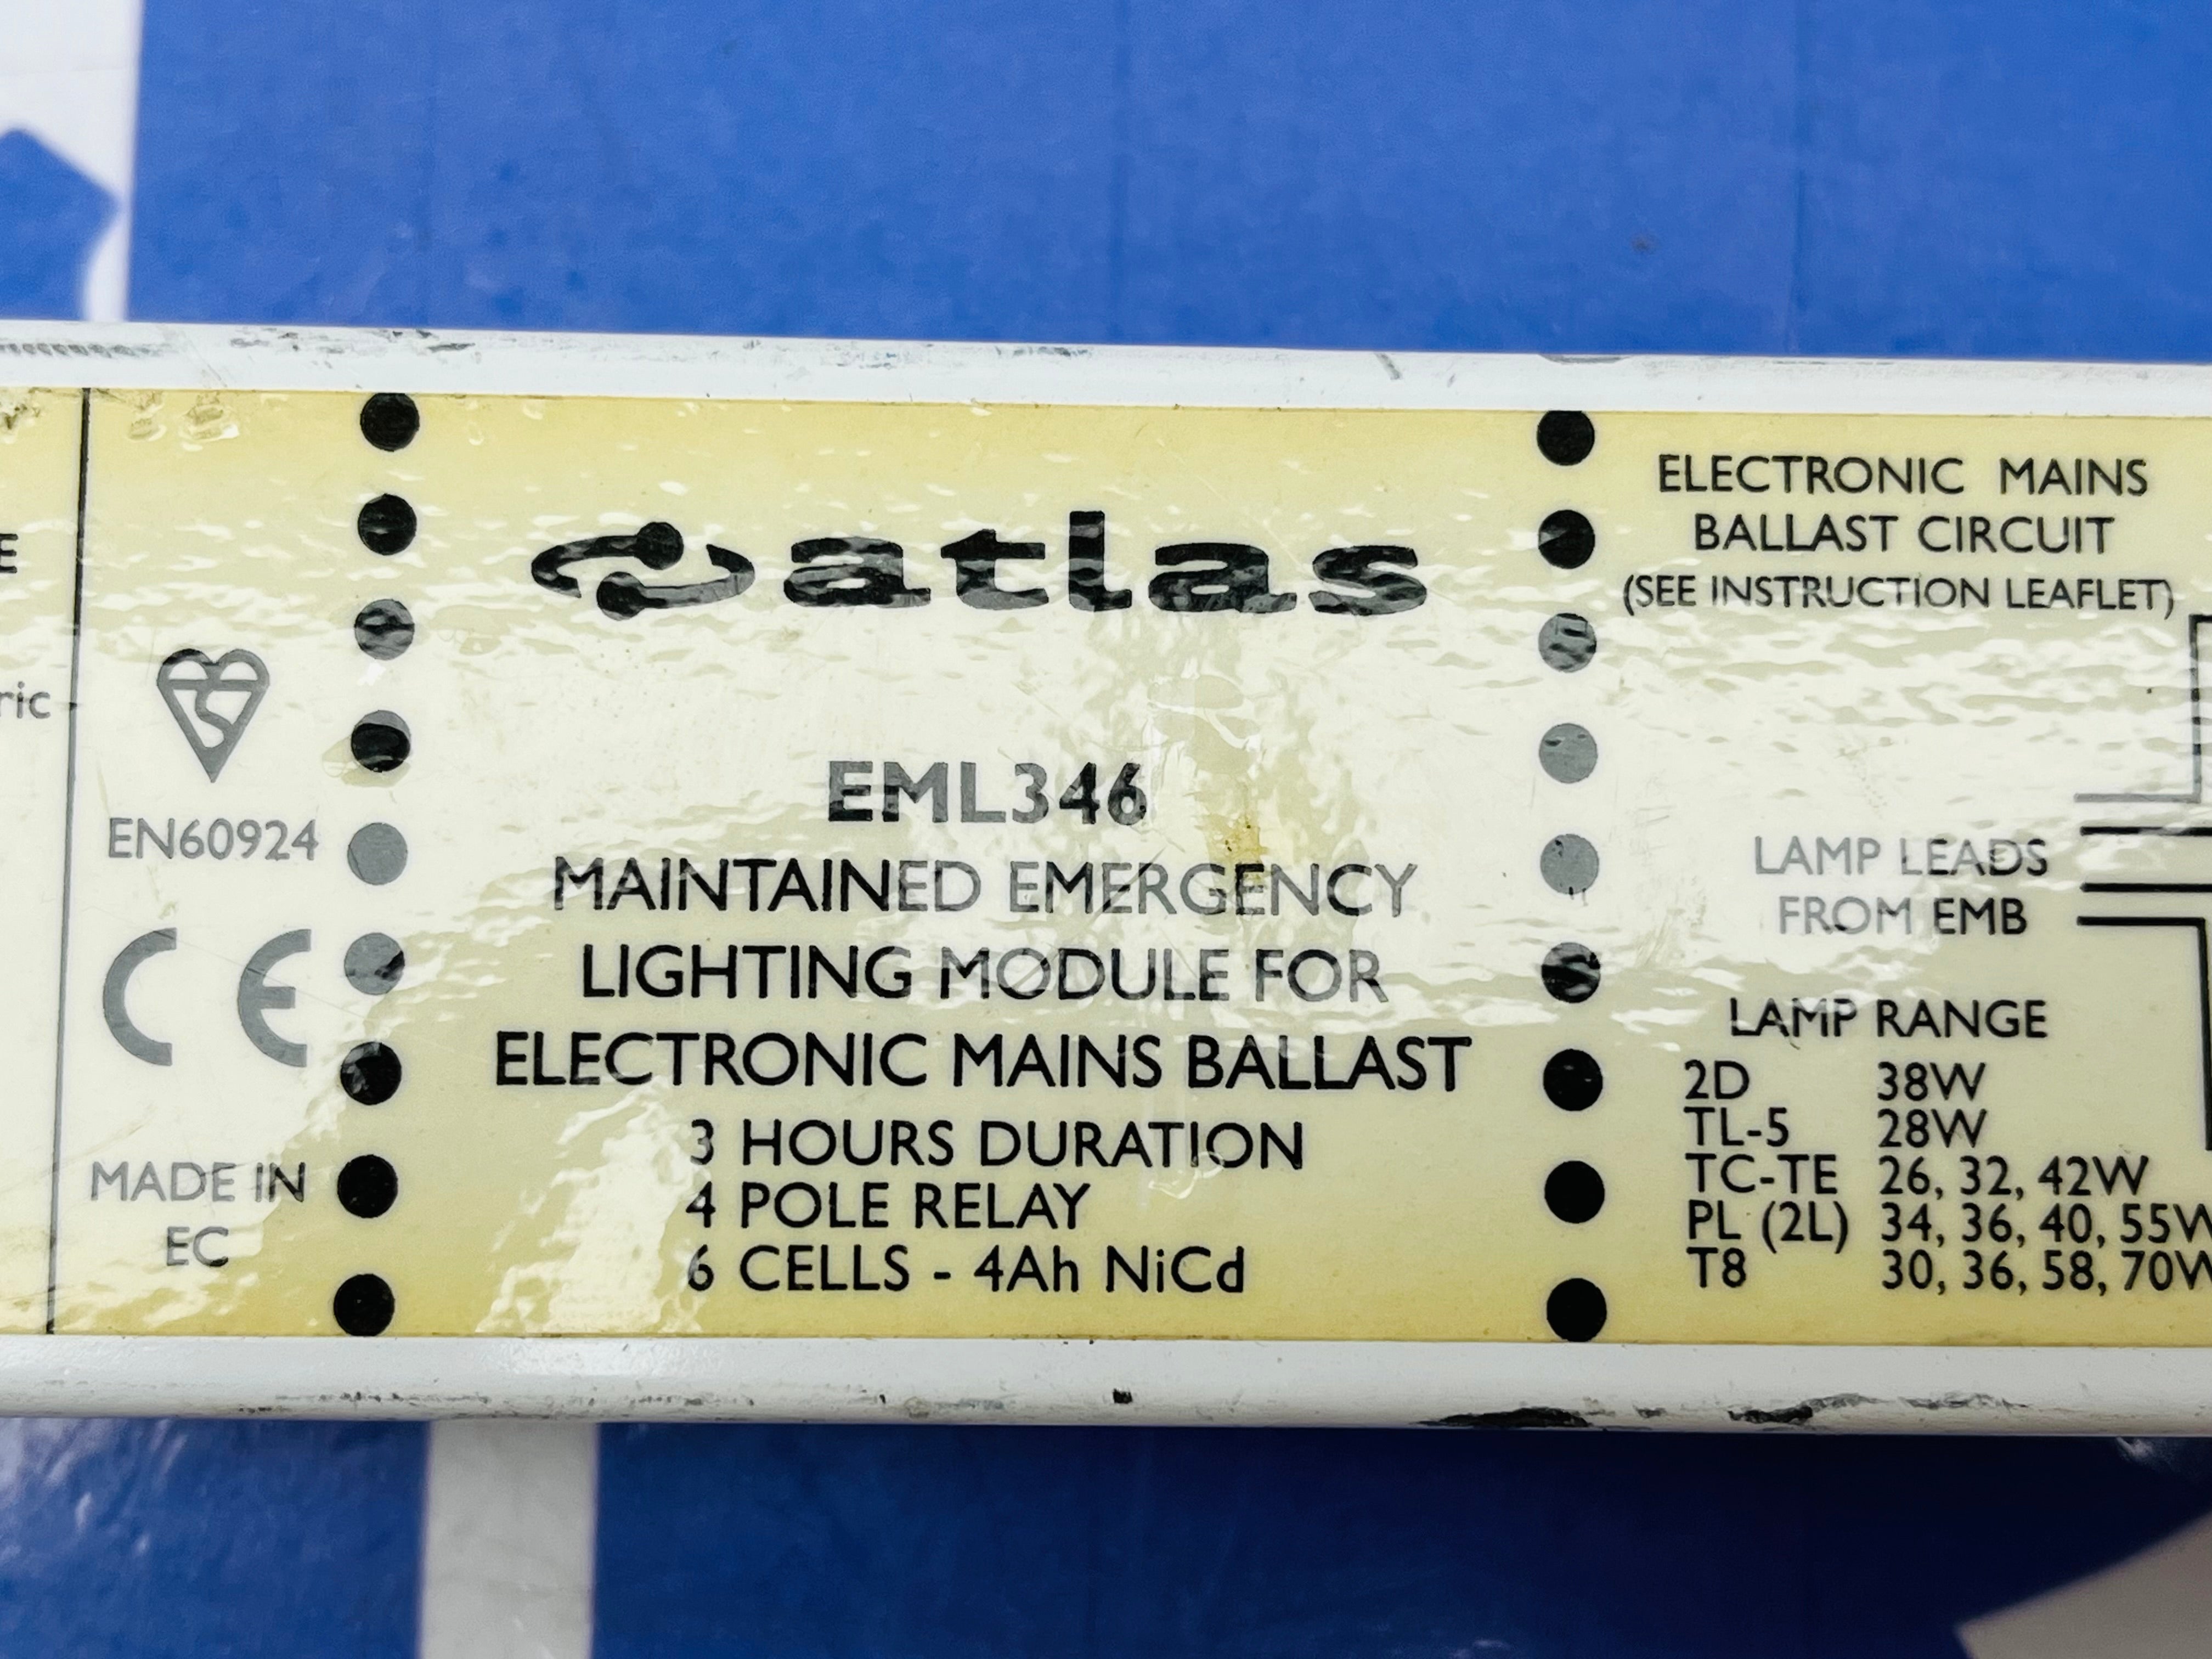 E
ric
EN60924
CE
MADE IN
EC
atlas
EML346
MAINTAINED EMERGENCY
LIGHTING MODULE FOR
ELECTRONIC MAINS BALLAST
3 HOURS DURATION
4 POLE RELAY
6 CELLS - 4Ah NiCd
ELECTRONIC MAINS
BALLAST CIRCUIT
(SEE INSTRUCTION LEAFLET)
LAMP LEADS
FROM EMB
LAMP RANGE
2D 38W
TL-5 28W
TC-TE 26, 32, 42W
PL (2L) 34, 36, 40, 55W
T8 30, 36, 58, 70W